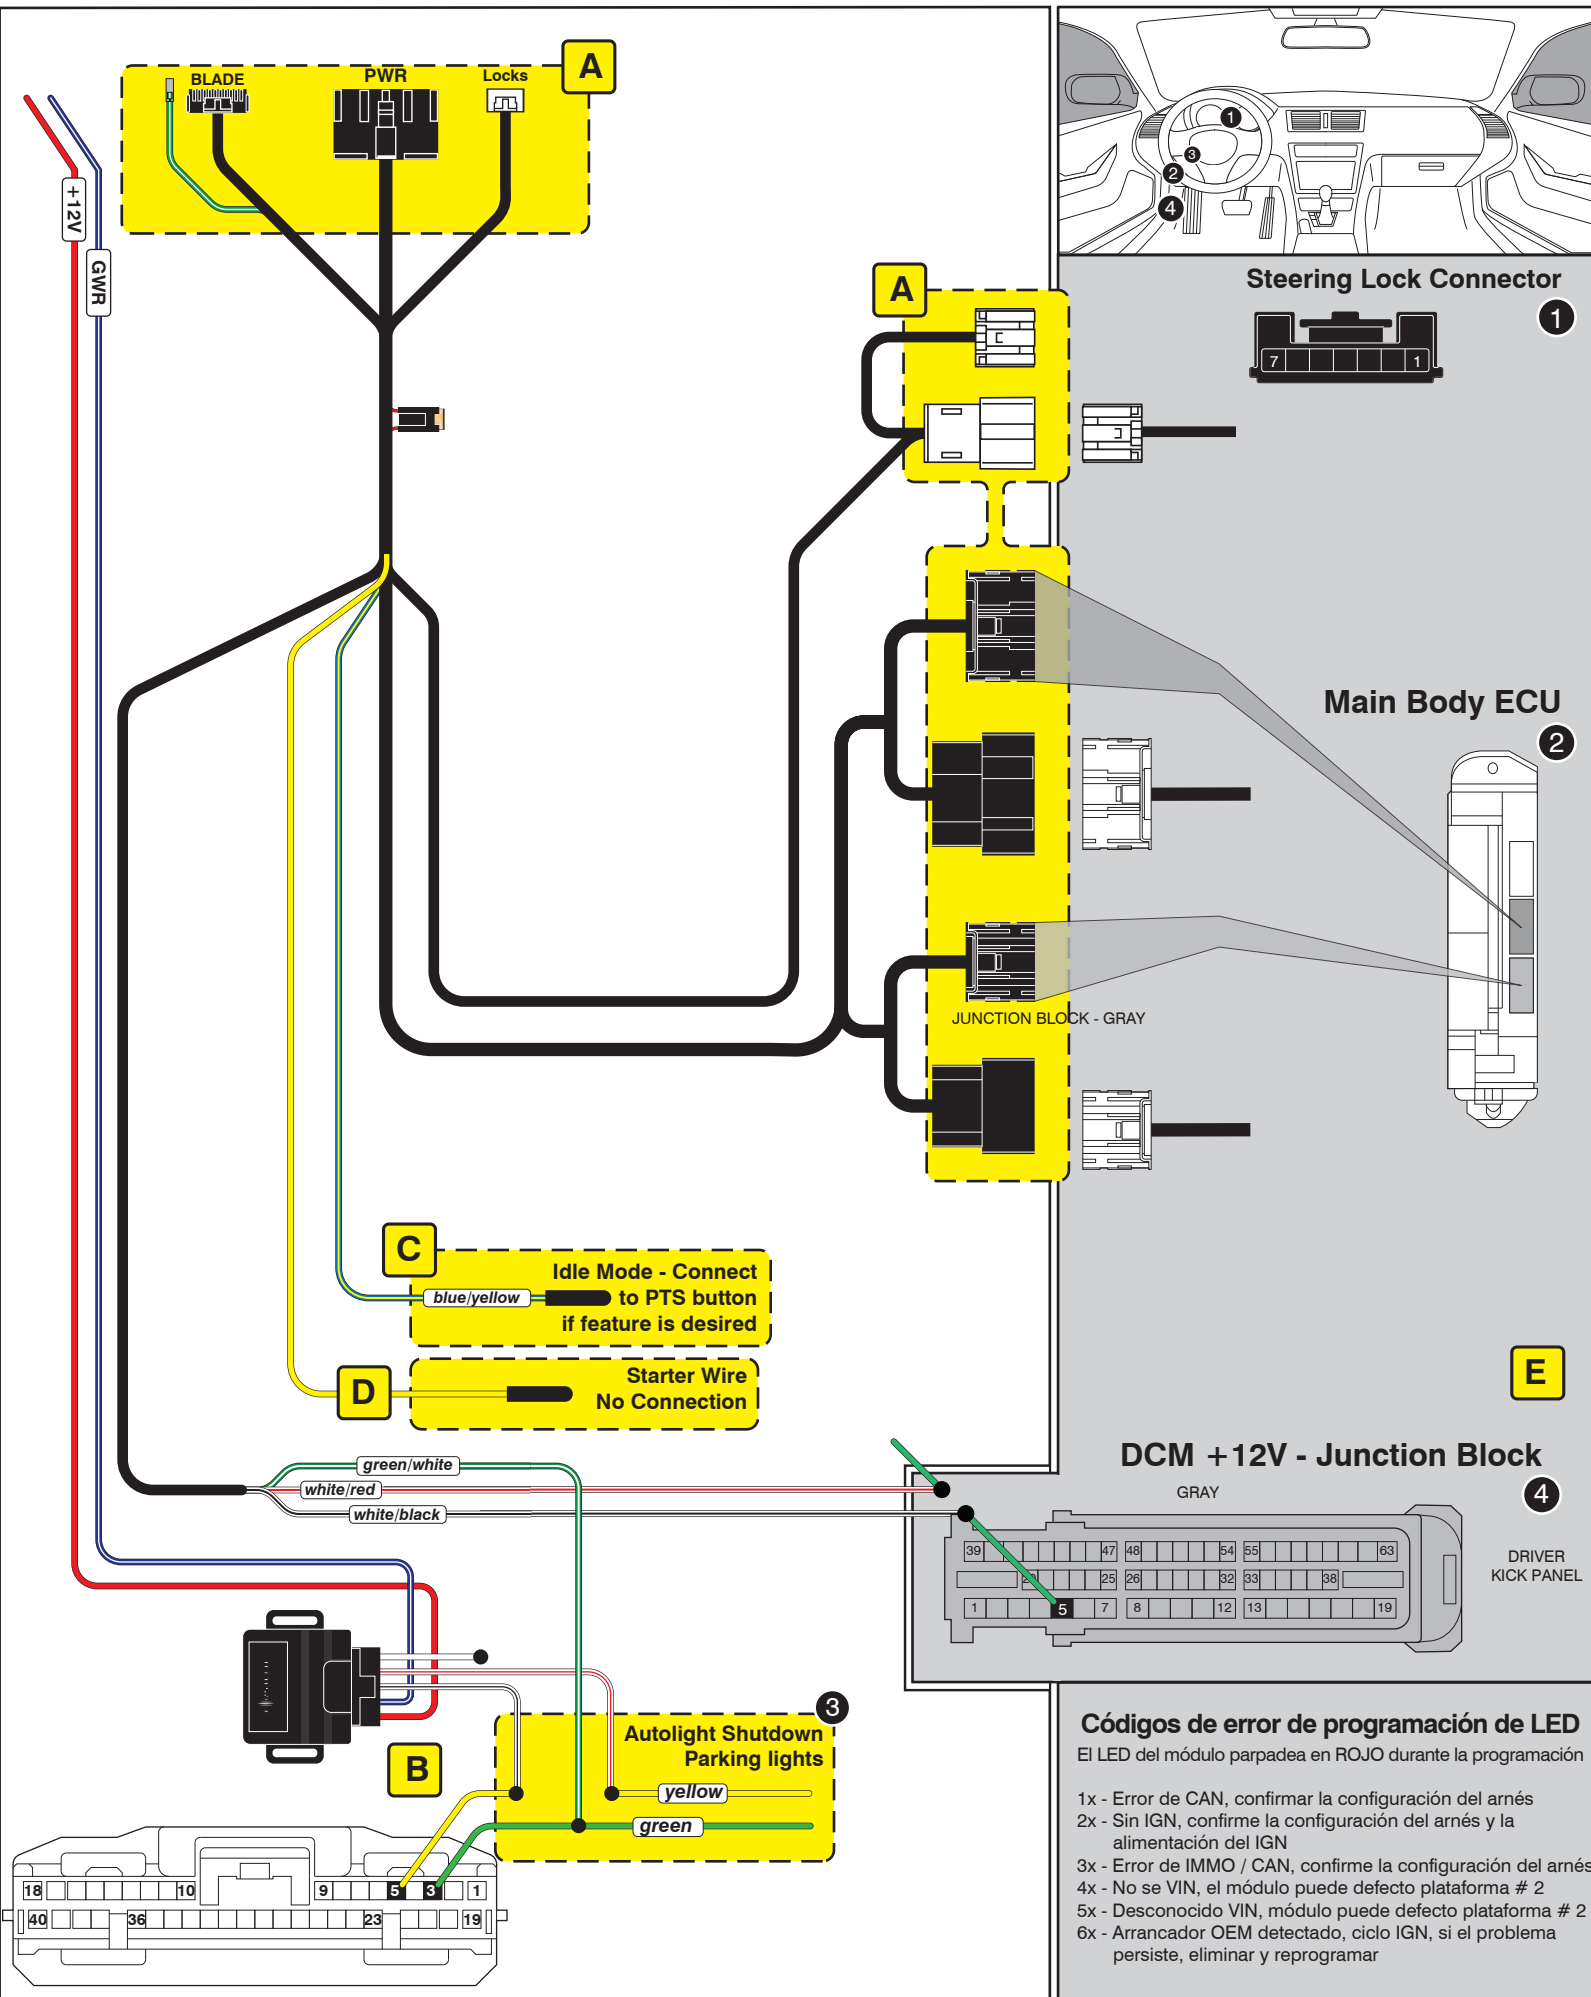 A
BLADE
PWR
Locks
+12V
GWR
1
3
2
4
A
Steering Lock Connector
1
7
1
Main Body ECU
2
JUNCTION BLOCK - GRAY
C
Idle Mode - Connect
blue/yellow
to PTS button
if feature is desired
D
Starter Wire
No Connection
E
green/white
white/red
white/black
DCM +12V - Junction Block
GRAY
4
39
47
48
54
55
63
25
26
32
33
38
1
5
7
8
12
13
19
DRIVER
KICK PANEL
B
3
Autolight Shutdown
Parking lights
yellow
green
18
10
9
5
3
1
40
36
23
19
Códigos de error de programación de LED
El LED del módulo parpadea en ROJO durante la programación
1x - Error de CAN, confirmar la configuración del arnés
2x - Sin IGN, confirme la configuración del arnés y la
alimentación del IGN
3x - Error de IMMO / CAN, confirme la configuración del arnés
4x - No se VIN, el módulo puede defecto plataforma # 2
5x - Desconocido VIN, módulo puede defecto plataforma # 2
6x - Arrancador OEM detectado, ciclo IGN, si el problema
persiste, eliminar y reprogramar